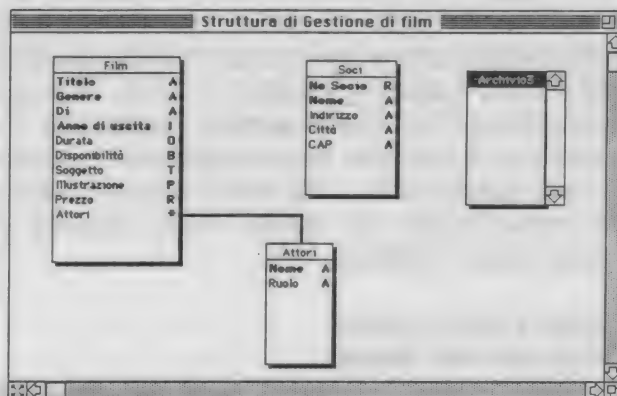 Struttura di Gestione di film
Film
Titolo A
Genere A
Di A
Anno di uscita I
Durata O
Disponibilità B
Soggetto T
Illustrazione P
Prezzo R
Attori *
Soci
No Socio R
Nome A
Indirizzo A
Città A
CAP A
Archivio3
Attori
Nome A
Ruolo A